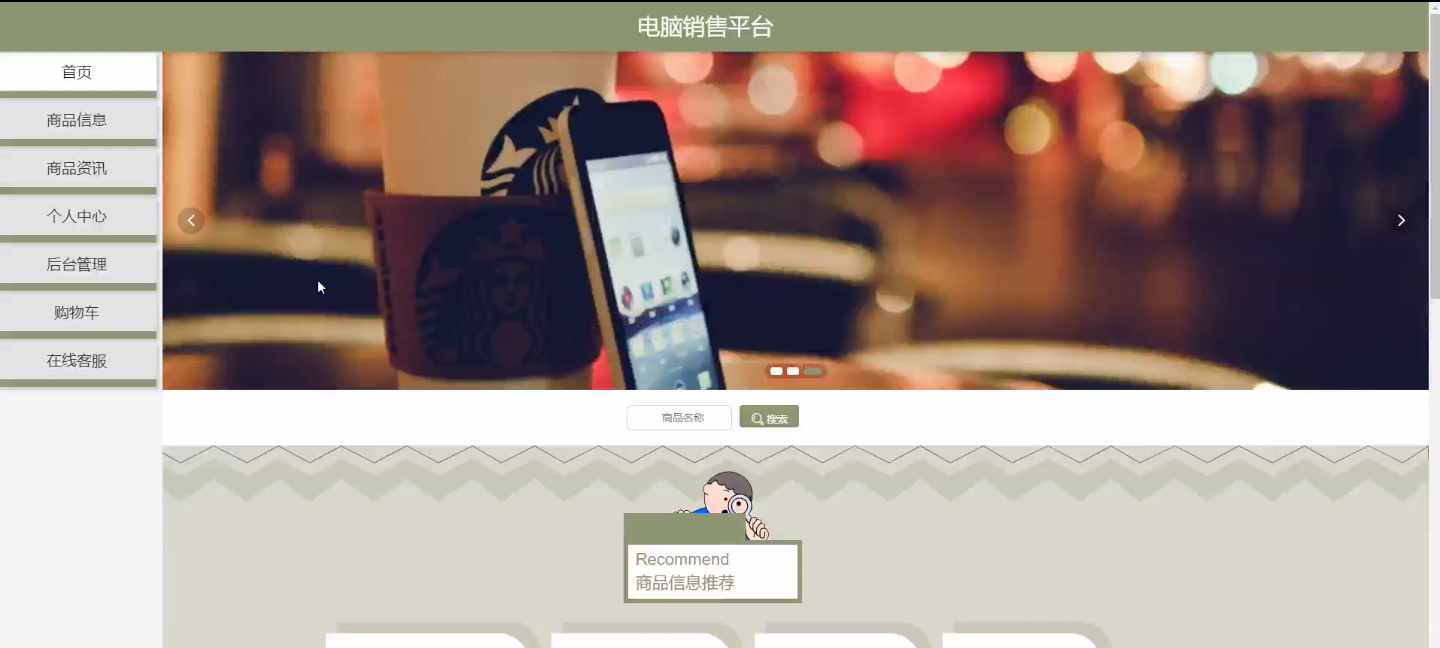 电脑销售平台
首页
商品信息
商品资讯
个人中心
后台管理
购物车
在线客服
商品名称
搜索
Recommend
商品信息推荐